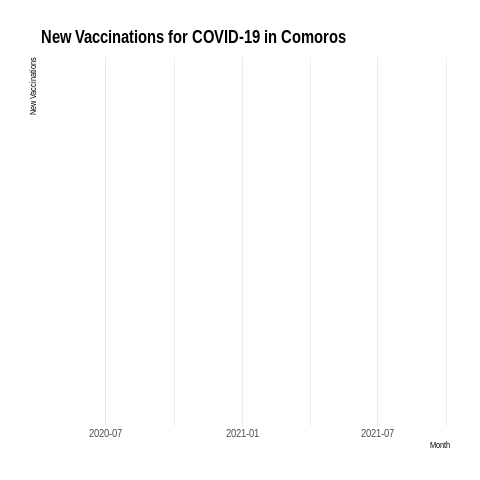 New Vaccinations for COVID-19 in Comoros
New Vaccinations
2020-07
2021-01
2021-07
Month